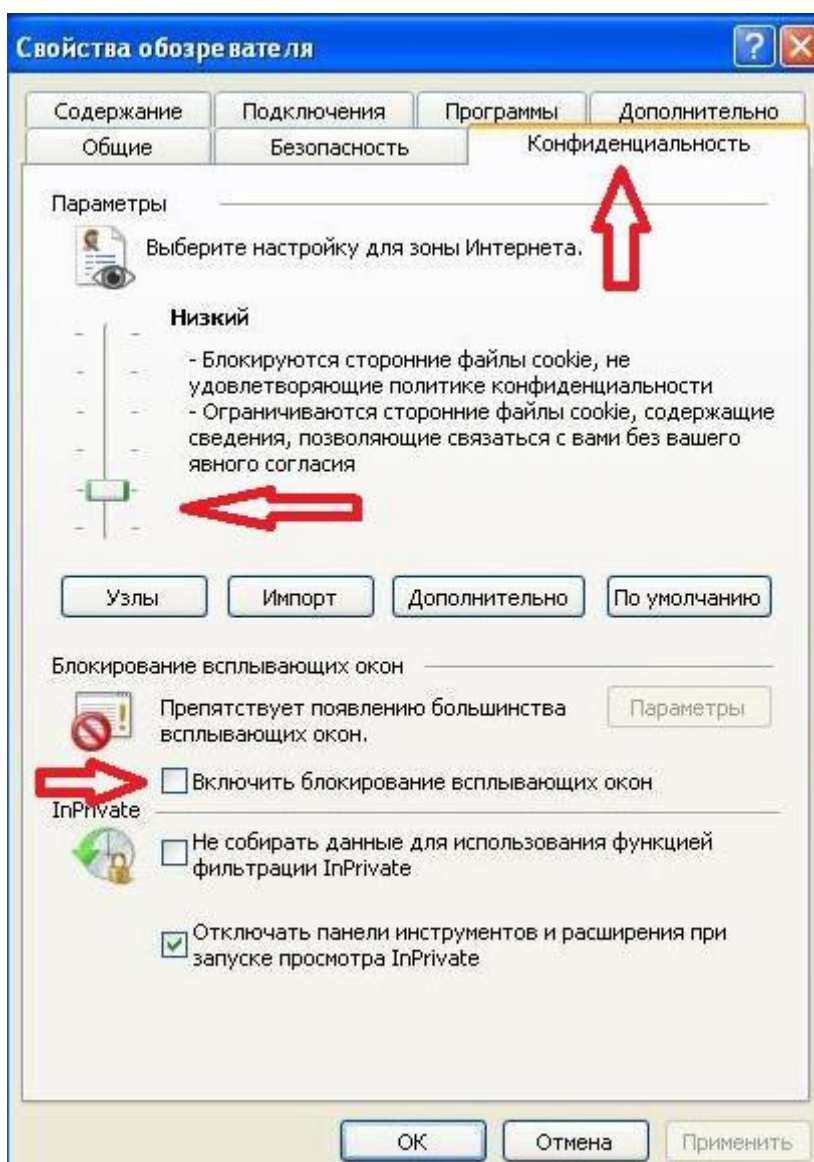 Свойства обозревателя
Содержание Подключения Программы Дополнительно
Общие Безопасность Конфиденциальность
Параметры
Выберите настройку для зоны Интернета.
Низкий
- Блокируются сторонние файлы cookie, не
удовлетворяющие политике конфиденциальности
- Ограничиваются сторонние файлы cookie, содержащие
сведения, позволяющие связаться с вами без вашего
явного согласия
Узлы Импорт Дополнительно По умолчанию
Блокирование всплывающих окон
Препятствует появлению большинства
всплывающих окон.
Параметры
Включить блокирование всплывающих окон
InPrivate
Не собирать данные для использования функцией
фильтрации InPrivate
Отключать панели инструментов и расширения при
запуске просмотра InPrivate
ОК Отмена Применить